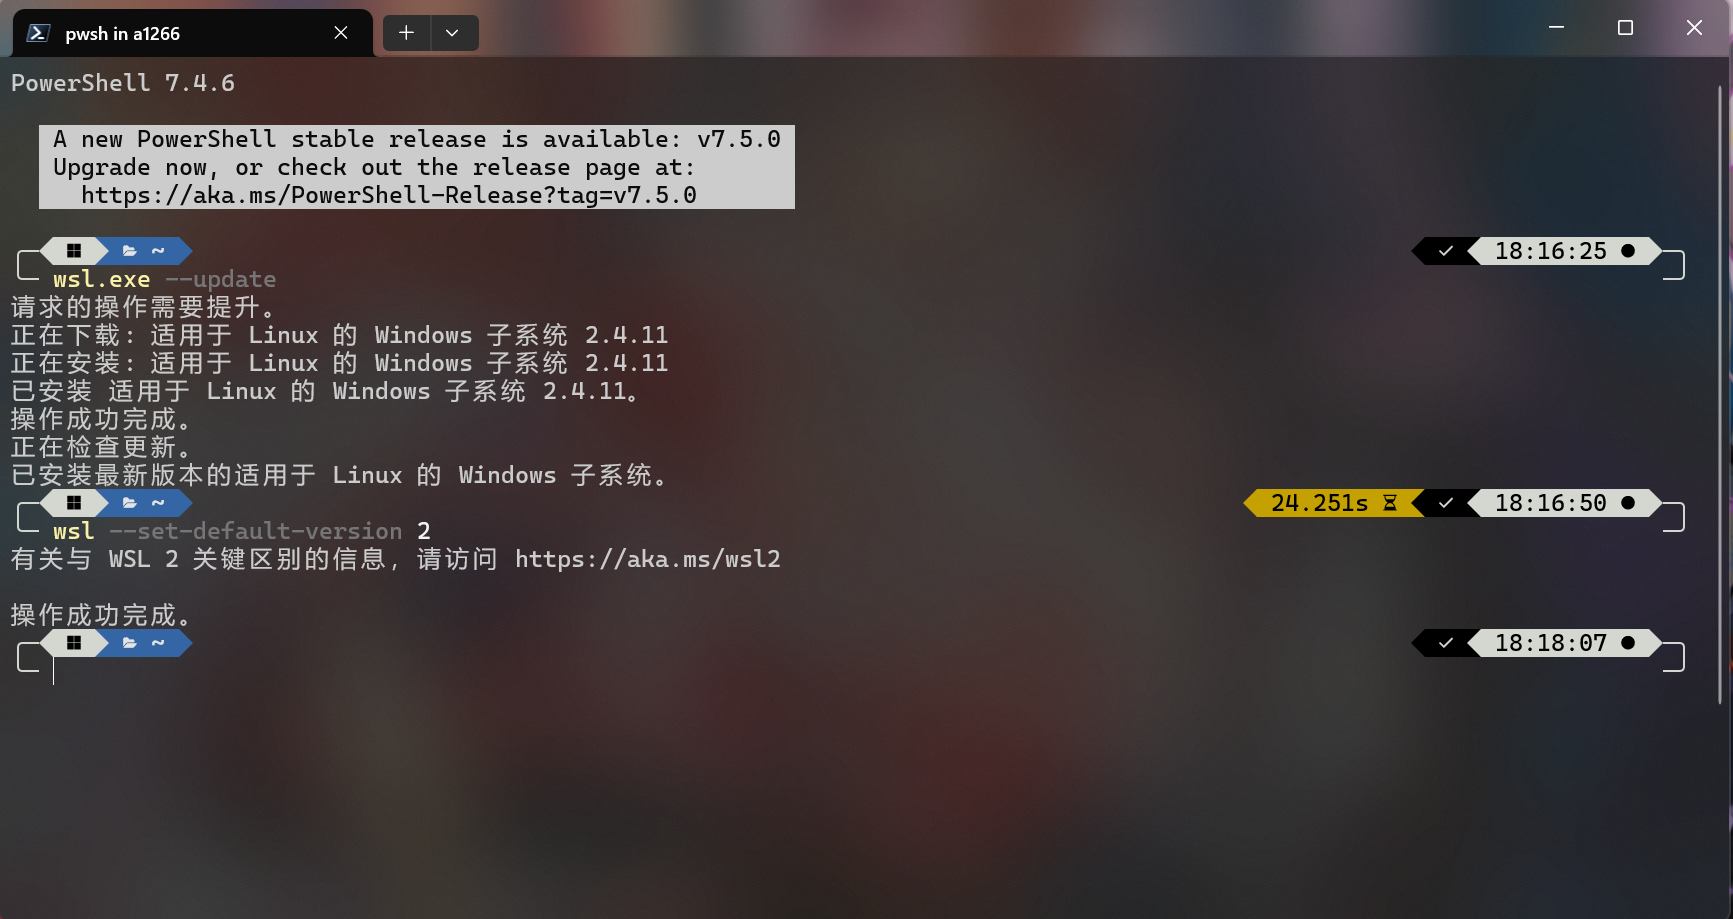 pwsh in a1266
PowerShell 7.4.6
A new PowerShell stable release is available: v7.5.0
Upgrade now, or check out the release page at:
https://aka.ms/PowerShell-Release?tag=v7.5.0
~ 18:16:25
wsl.exe --update
请求的操作需要提升。
正在下载: 适用于 Linux 的 Windows 子系统 2.4.11
正在安装: 适用于 Linux 的 Windows 子系统 2.4.11
已安装 适用于 Linux 的 Windows 子系统 2.4.11。
操作成功完成。
正在检查更新。
已安装最新版本的适用于 Linux 的 Windows 子系统。
~ 24.251s 18:16:50
wsl --set-default-version 2
有关与 WSL 2 关键区别的信息，请访问 https://aka.ms/wsl2
操作成功完成。
~ 18:18:07